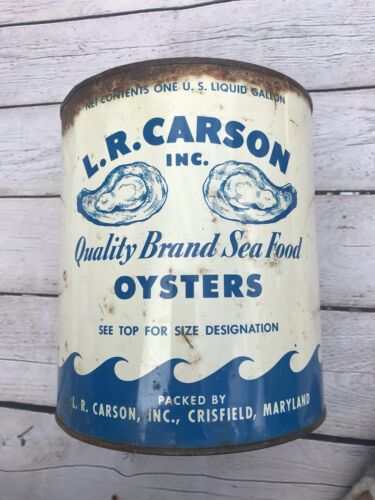 NET CONTENTS ONE U. S. LIQUID GALLON
L. R. CARSON
INC.
Quality Brand Sea Food
OYSTERS
SEE TOP FOR SIZE DESIGNATION
PACKED BY
L. R. CARSON, INC., CRISFIELD, MARYLAND